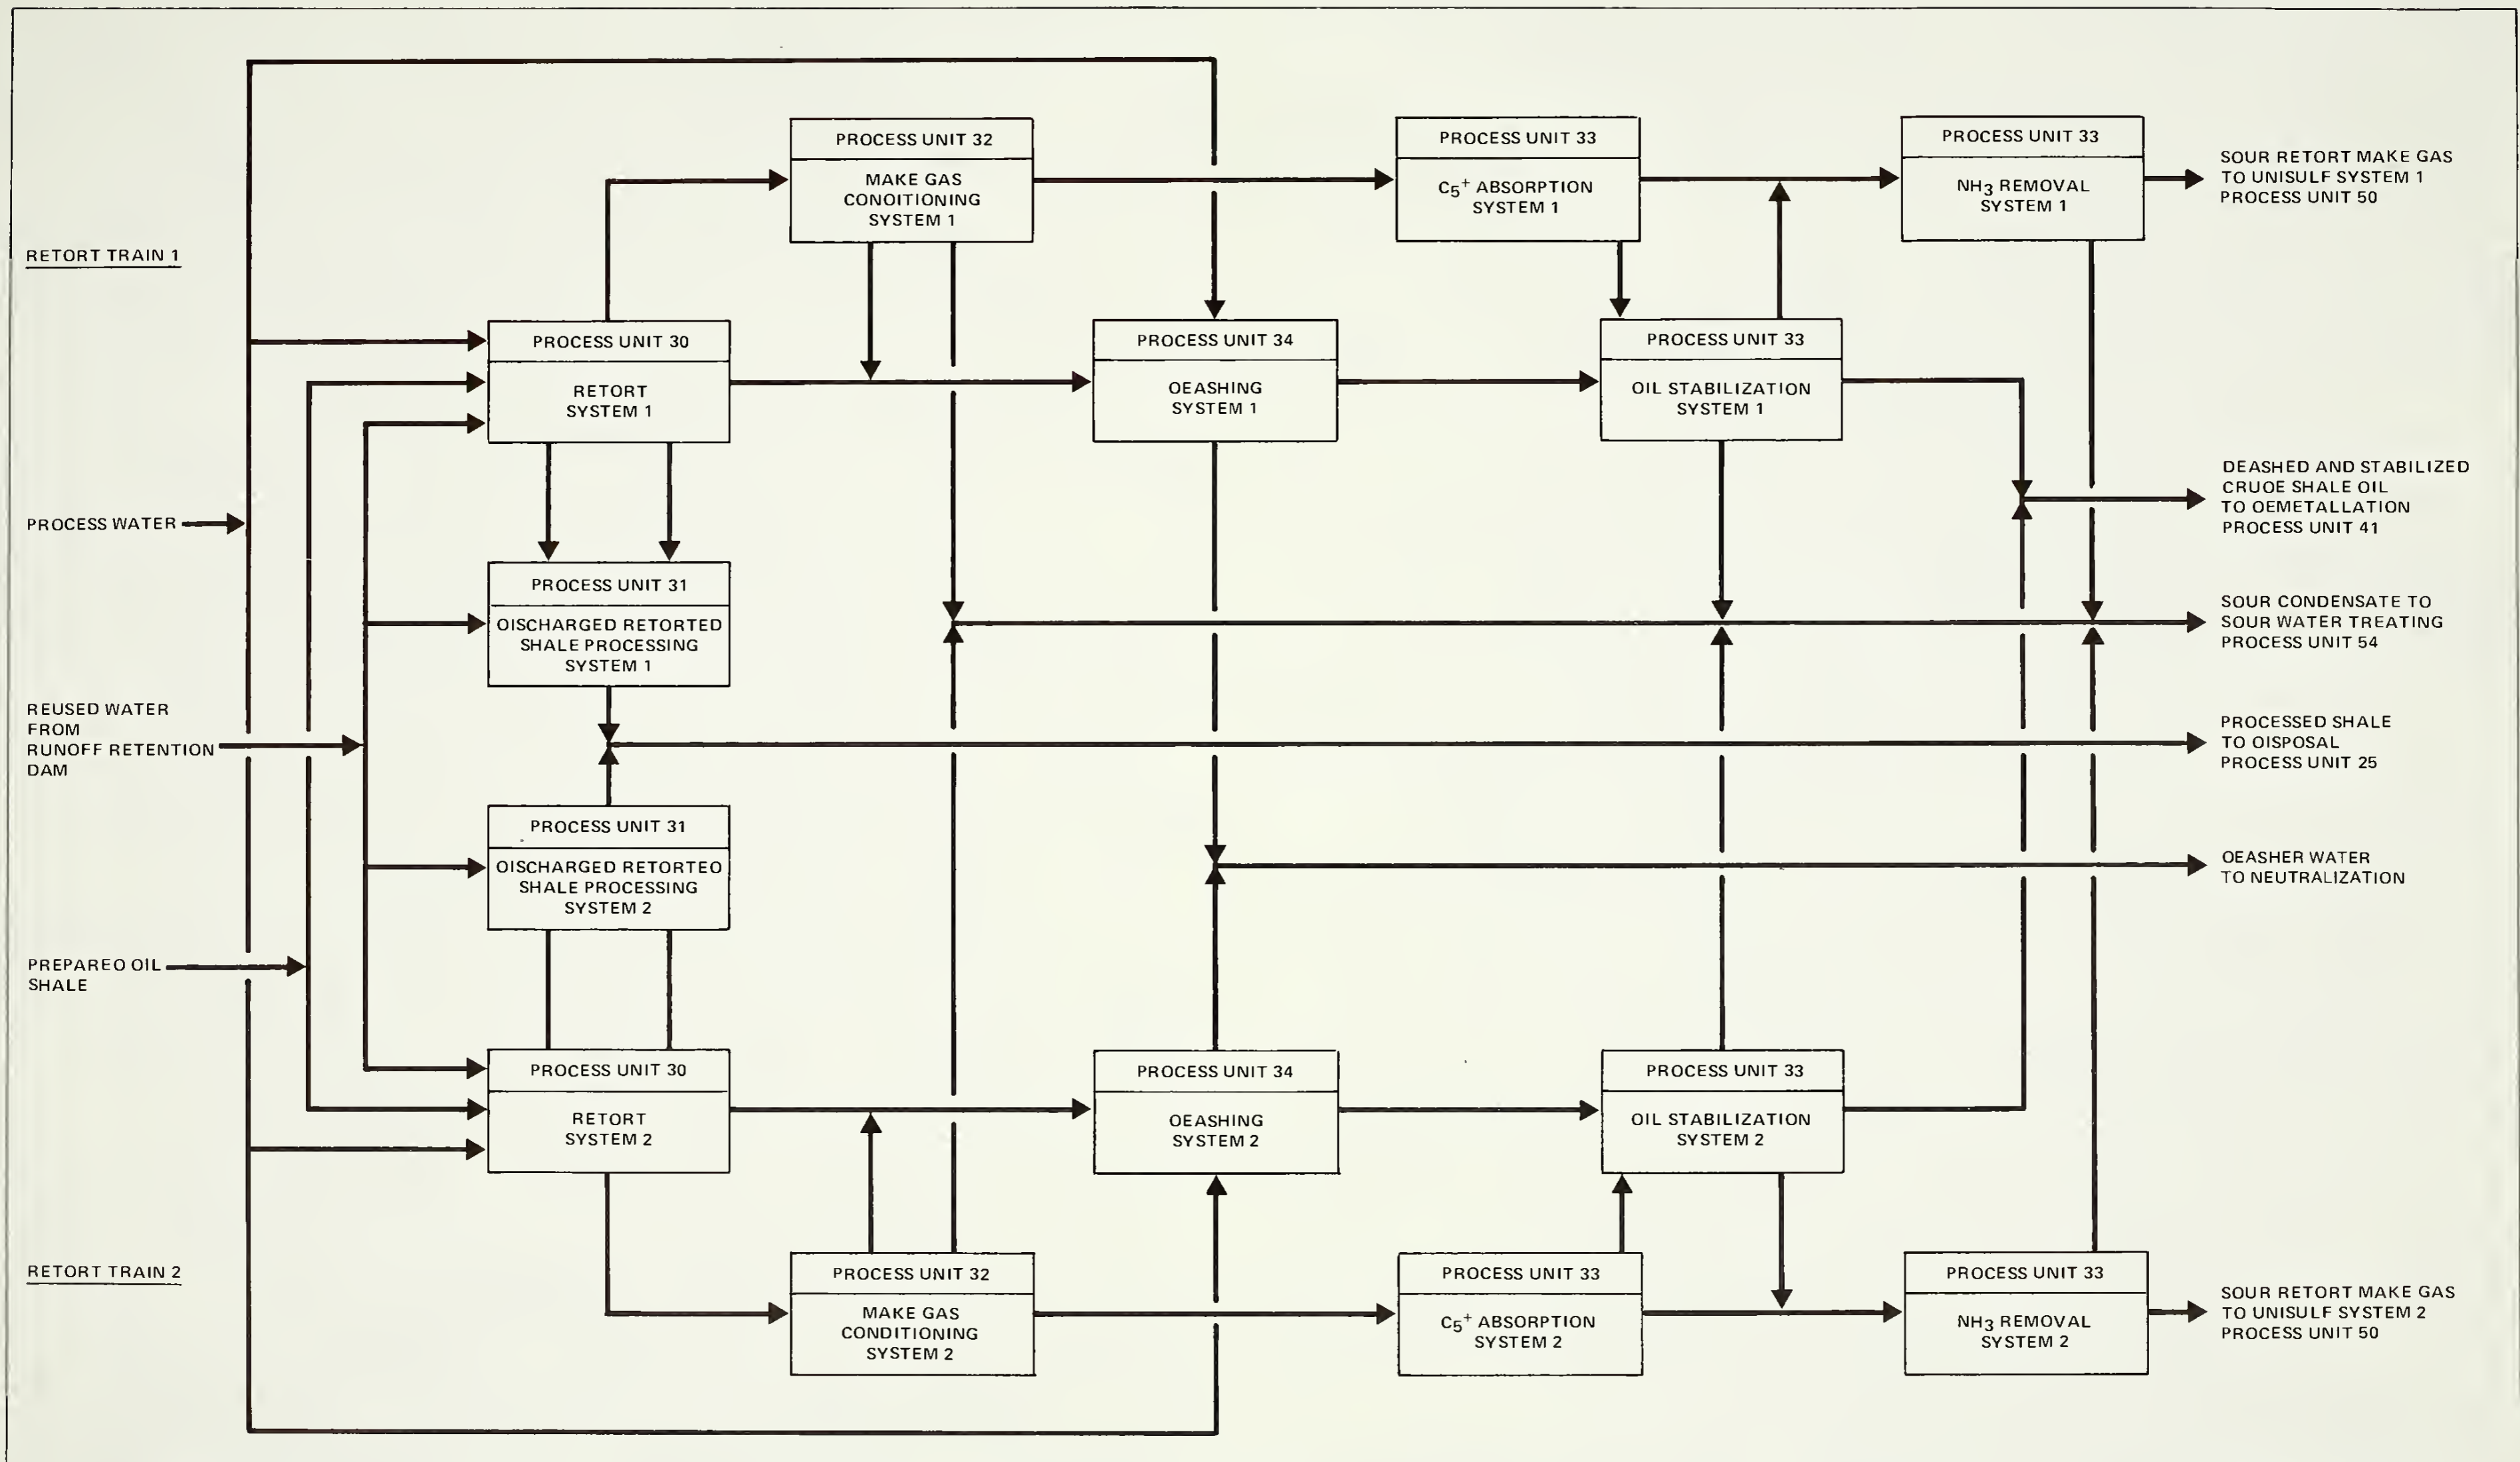 PROCESS UNIT 32
MAKE GAS
CONOITIONING
SYSTEM 1
PROCESS UNIT 33
C5+ ABSORPTION
SYSTEM 1
PROCESS UNIT 33
NH3 REMOVAL
SYSTEM 1
SOUR RETORT MAKE GAS
TO UNISULF SYSTEM 1
PROCESS UNIT 50
RETORT TRAIN 1
PROCESS UNIT 30
RETORT
SYSTEM 1
PROCESS UNIT 34
OEASHING
SYSTEM 1
PROCESS UNIT 33
OIL STABILIZATION
SYSTEM 1
DEASHED AND STABILIZED
CRUOE SHALE OIL
TO OEMETALLATION
PROCESS UNIT 41
PROCESS WATER
PROCESS UNIT 31
OISCHARGED RETORTED
SHALE PROCESSING
SYSTEM 1
SOUR CONDENSATE TO
SOUR WATER TREATING
PROCESS UNIT 54
REUSED WATER
FROM
RUNOFF RETENTION
DAM
PROCESSED SHALE
TO OISPOSAL
PROCESS UNIT 25
PROCESS UNIT 31
OISCHARGED RETORTEO
SHALE PROCESSING
SYSTEM 2
OEASHER WATER
TO NEUTRALIZATION
PREPAREO OIL
SHALE
PROCESS UNIT 30
RETORT
SYSTEM 2
PROCESS UNIT 34
OEASHING
SYSTEM 2
PROCESS UNIT 33
OIL STABILIZATION
SYSTEM 2
RETORT TRAIN 2
PROCESS UNIT 32
MAKE GAS
CONDITIONING
SYSTEM 2
PROCESS UNIT 33
C5+ ABSORPTION
SYSTEM 2
PROCESS UNIT 33
NH3 REMOVAL
SYSTEM 2
SOUR RETORT MAKE GAS
TO UNISULF SYSTEM 2
PROCESS UNIT 50